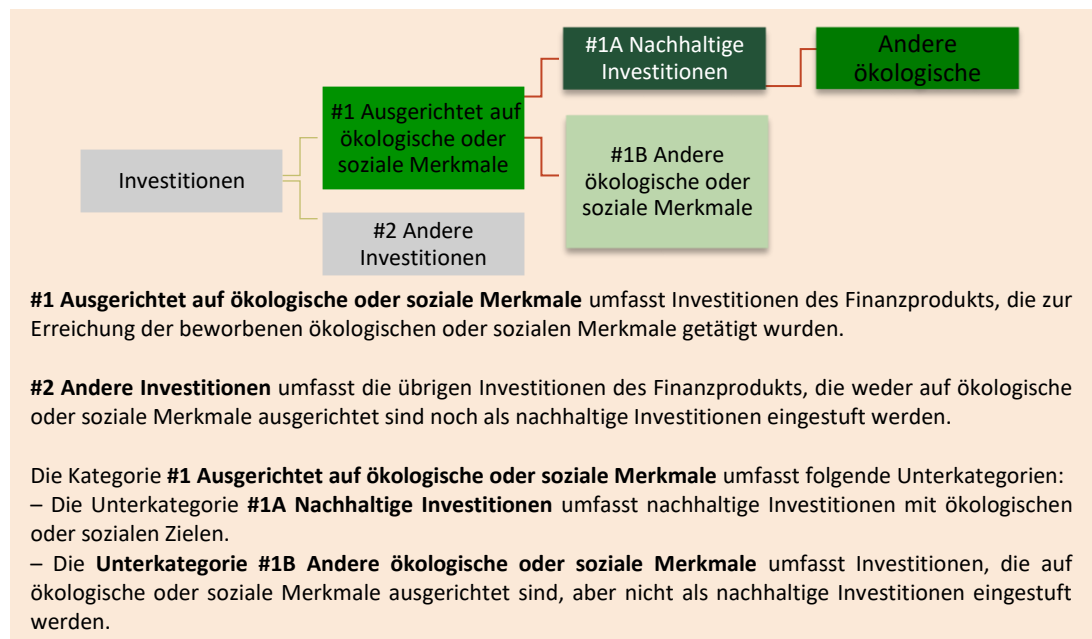 #1A Nachhaltige
Investitionen
Andere
ökologische
#1 Ausgerichtet auf
ökologische oder
soziale Merkmale
#1B Andere
ökologische oder
soziale Merkmale
Investitionen
#2 Andere
Investitionen
#1 Ausgerichtet auf ökologische oder soziale Merkmale umfasst Investitionen des Finanzprodukts, die zur
Erreichung der beworbenen ökologischen oder sozialen Merkmale getätigt wurden.
#2 Andere Investitionen umfasst die übrigen Investitionen des Finanzprodukts, die weder auf ökologische
oder soziale Merkmale ausgerichtet sind noch als nachhaltige Investitionen eingestuft werden.
Die Kategorie #1 Ausgerichtet auf ökologische oder soziale Merkmale umfasst folgende Unterkategorien:
– Die Unterkategorie #1A Nachhaltige Investitionen umfasst nachhaltige Investitionen mit ökologischen
oder sozialen Zielen.
– Die Unterkategorie #1B Andere ökologische oder soziale Merkmale umfasst Investitionen, die auf
ökologische oder soziale Merkmale ausgerichtet sind, aber nicht als nachhaltige Investitionen eingestuft
werden.